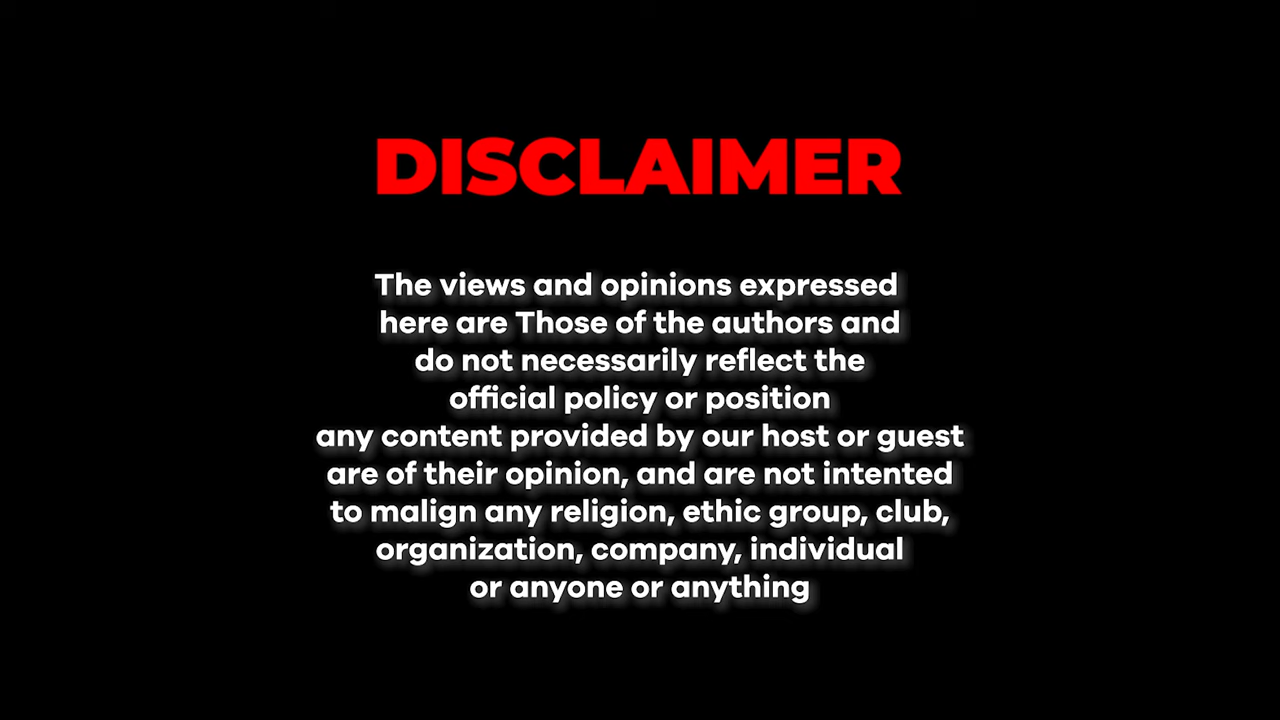 DISCLAIMER
The views and opinions expressed
here are Those of the authors and
do not necessarily reflect the
official policy or position
any content provided by our host or guest
are of their opinion, and are not intented
to malign any religion, ethic group, club,
organization, company, individual
or anyone or anything